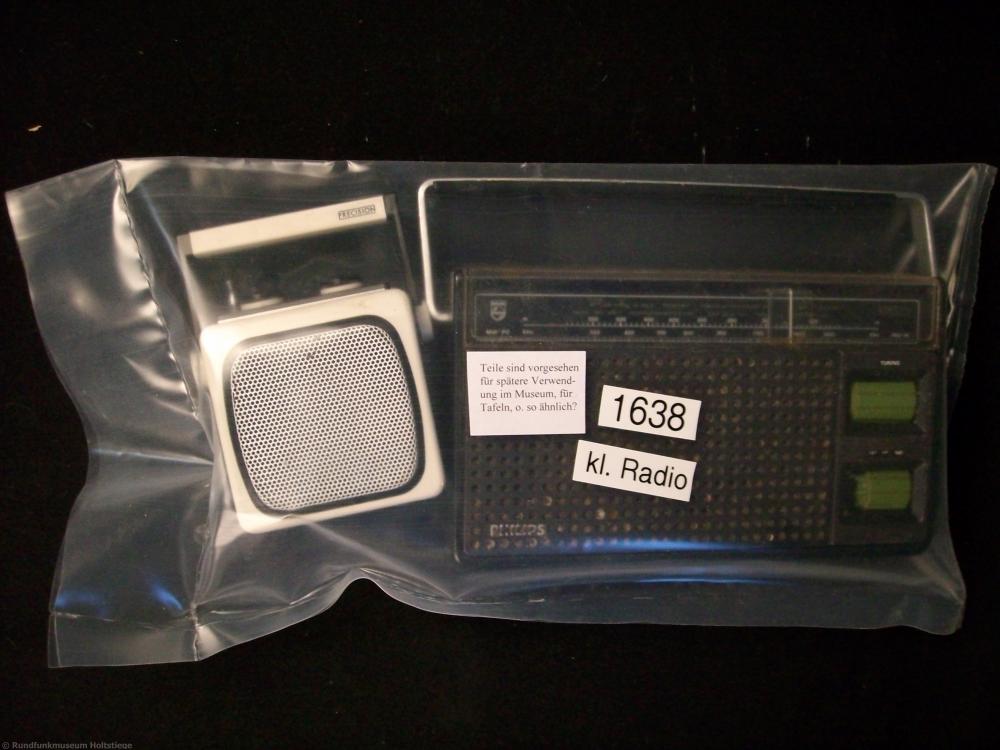 PRECISION
TUNING
Teile sind vorgesehen
für spätere Verwend-
ung im Museum, für
Tafeln, o. so ähnlich?
1638
kl. Radio
PHILIPS
© Rundfunkmuseum Holtstiege